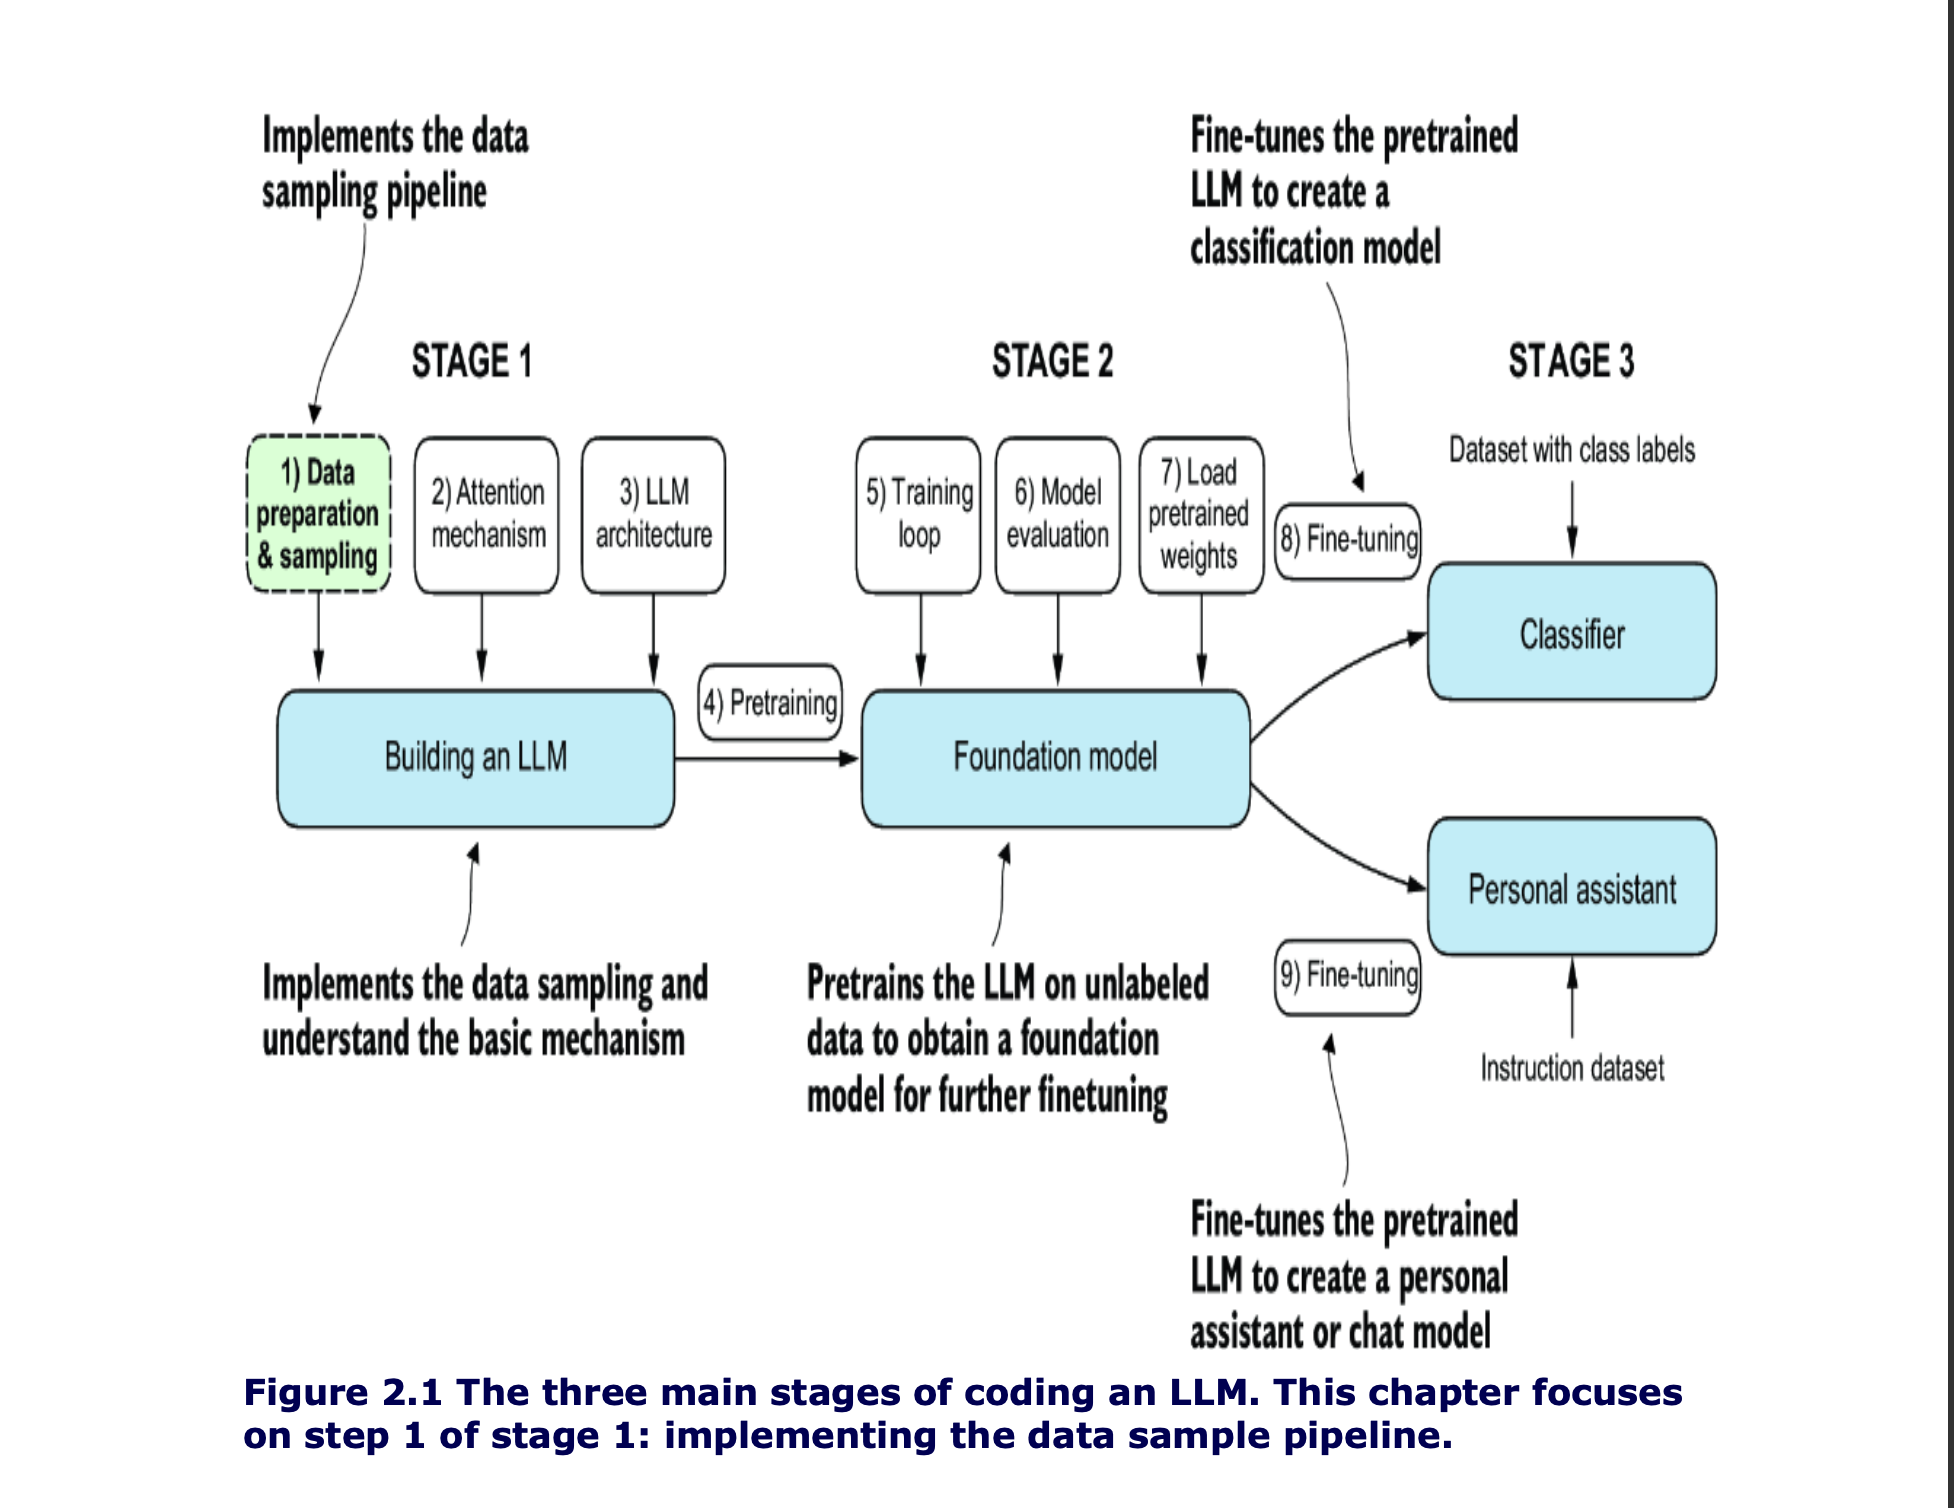 Implements the data
sampling pipeline
Fine-tunes the pretrained
LLM to create a
classification model
STAGE 1
STAGE 2
STAGE 3
1) Data
preparation
& sampling
2) Attention
mechanism
3) LLM
architecture
5) Training
loop
6) Model
evaluation
7) Load
pretrained
weights
8) Fine-tuning
Dataset with class labels
Classifier
4) Pretraining
Building an LLM
Foundation model
Personal assistant
9) Fine-tuning
Instruction dataset
Implements the data sampling and
understand the basic mechanism
Pretrains the LLM on unlabeled
data to obtain a foundation
model for further finetuning
Fine-tunes the pretrained
LLM to create a personal
assistant or chat model
Figure 2.1 The three main stages of coding an LLM. This chapter focuses
on step 1 of stage 1: implementing the data sample pipeline.